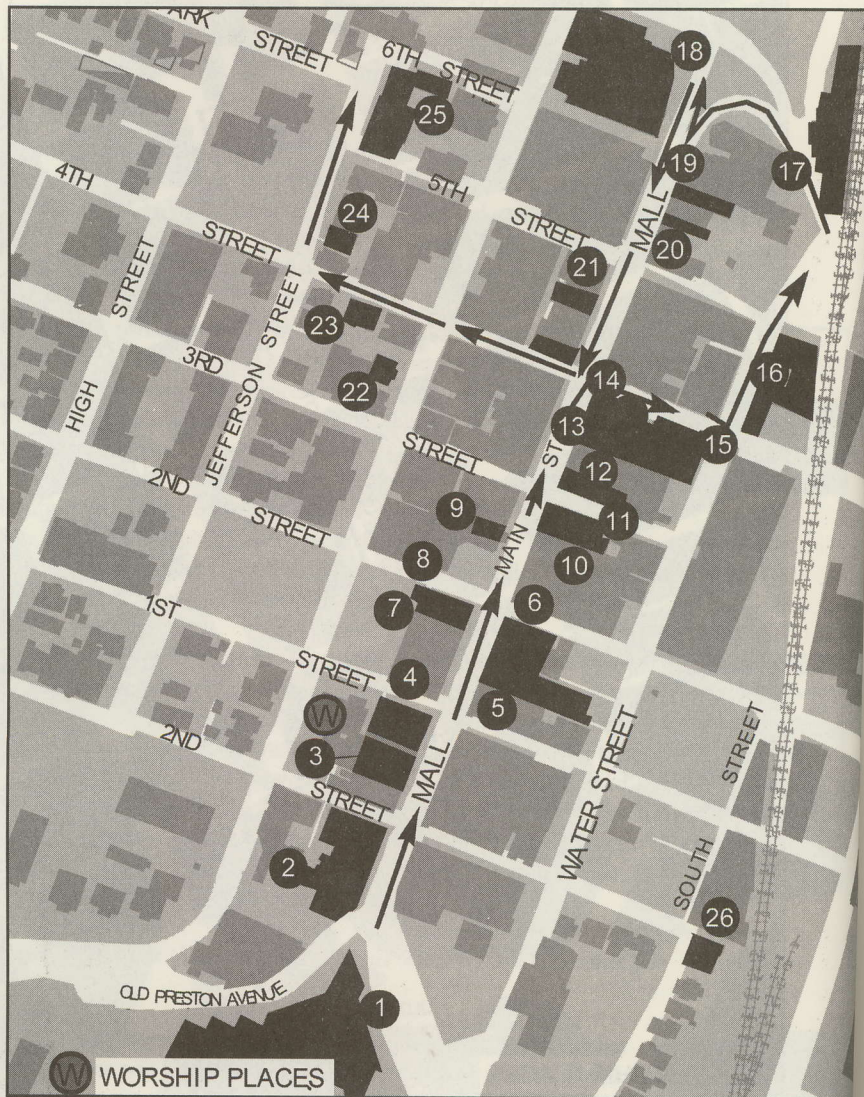 PARK
STREET
6TH
STREET
18
25
19
17
4TH
5TH
24
STREET
STREET
MALL
20
STREET
21
JEFFERSON STREET
23
16
3RD
14
22
HIGH
13
15
STREET
ST
12
2ND
9
11
STREET
MAIN
8
10
7
6
1ST
STREET
4
W
5
2ND
3
MALL
STREET
STREET
WATER STREET
2
SOUTH
26
OLD PRESTON AVENUE
1
W WORSHIP PLACES